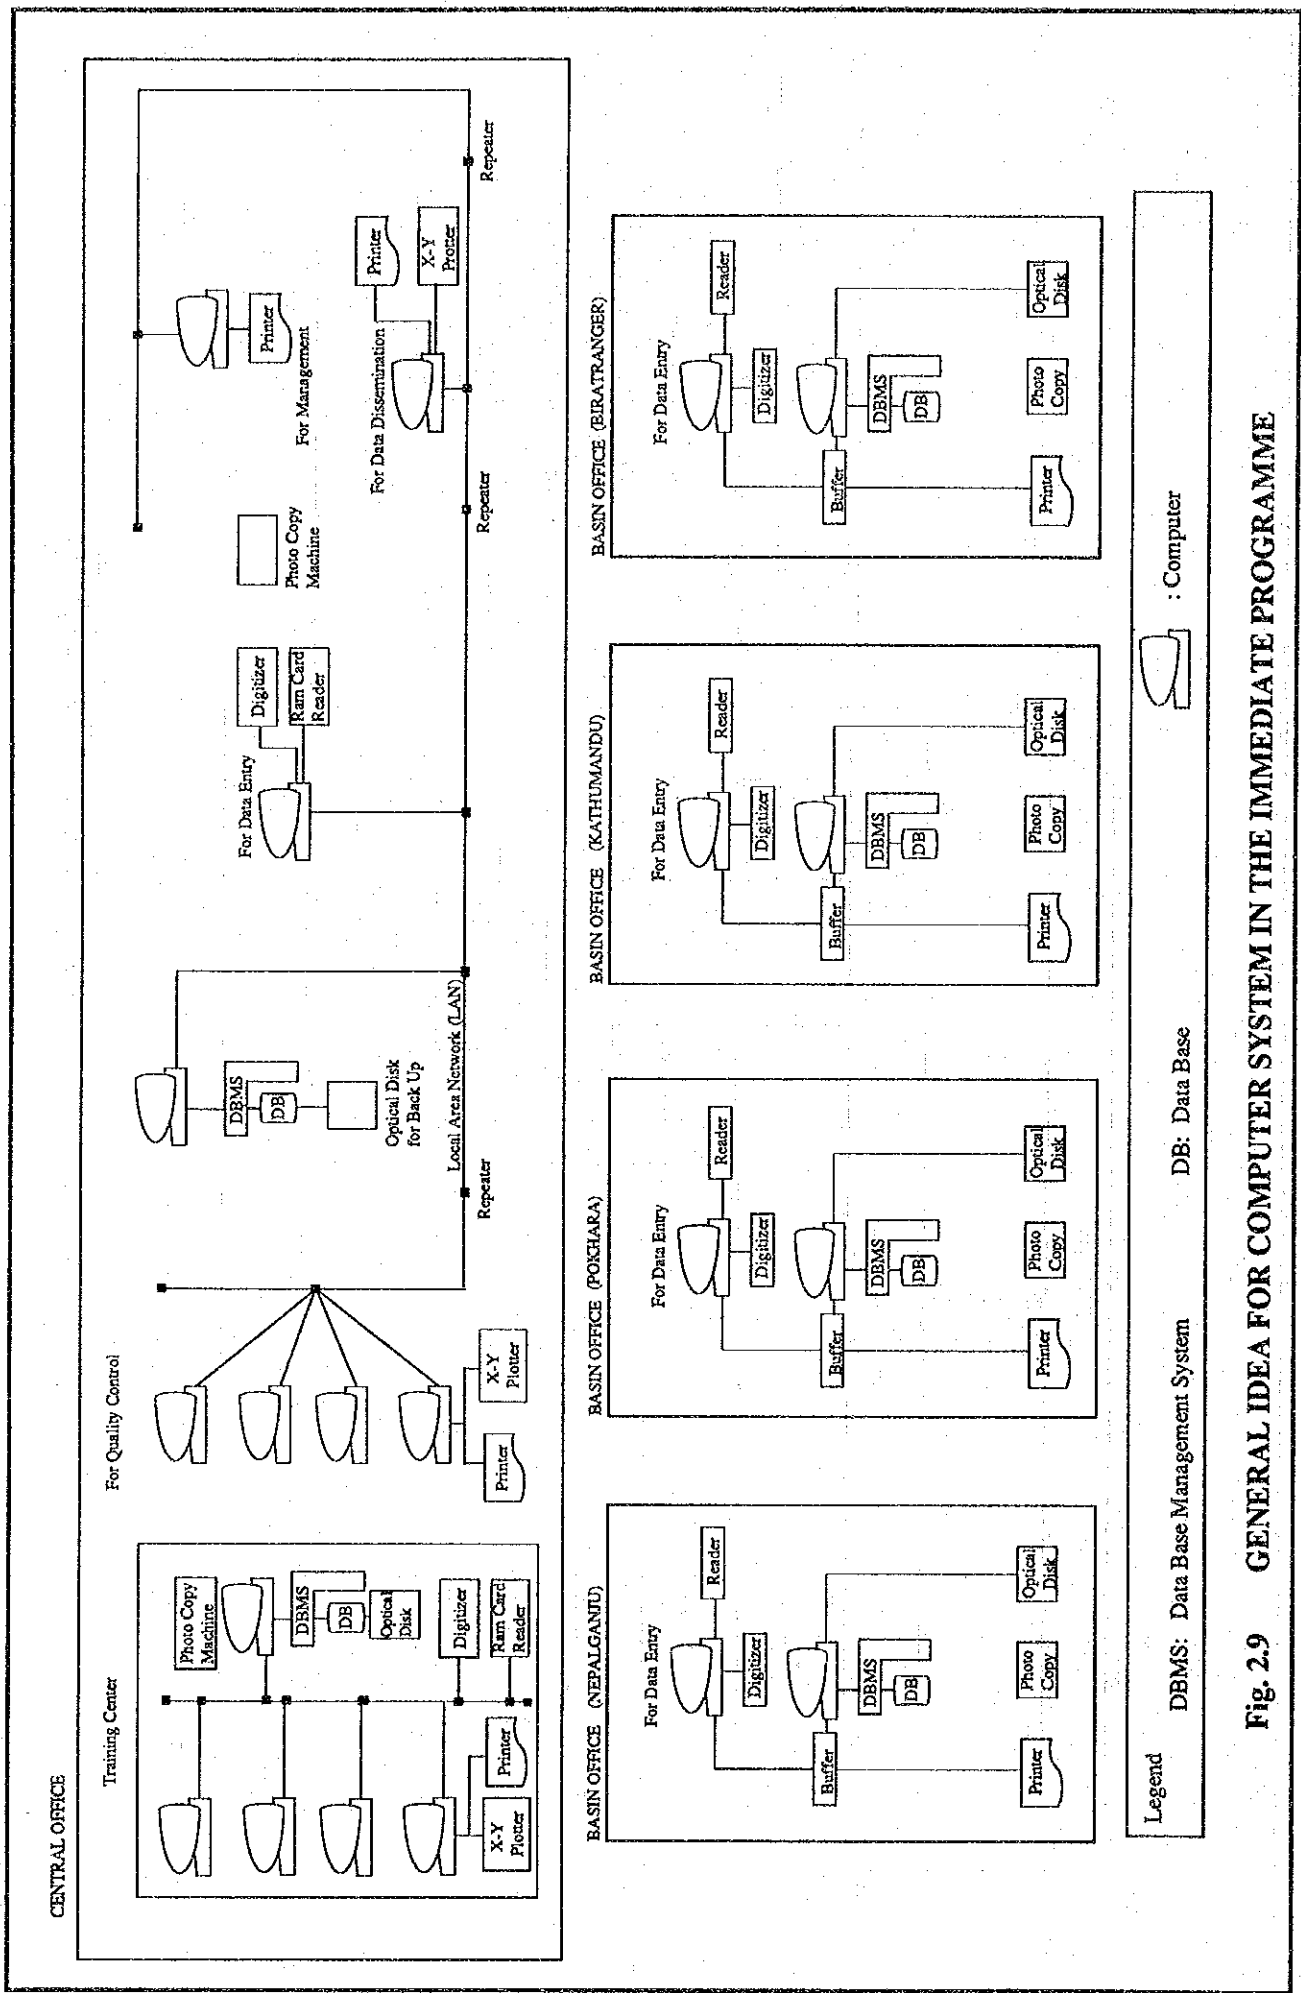 CENTRAL OFFICE
Training Center
Photo Copy
Machine
DBMS
DB
Optical
Disk
Digitizer
Ram Card
Reader
X-Y
Plotter
Printer
For Quality Control
Printer
X-Y
Plotter
Repeater
Local Area Network (LAN)
DBMS
DB
Optical Disk
for Back Up
For Data Entry
Digitizer
Ram Card
Reader
Photo Copy
Machine
Repeater
For Management
Printer
For Data Dissemination
Printer
X-Y
Protter
Repeater
BASIN OFFICE (NEPALGANJU)
For Data Entry
Reader
Digitizer
Buffer
DBMS
DB
Printer
Photo
Copy
Optical
Disk
BASIN OFFICE (POKHARA)
For Data Entry
Reader
Digitizer
Buffer
DBMS
DB
Printer
Photo
Copy
Optical
Disk
BASIN OFFICE (KATHUMANDU)
For Data Entry
Reader
Digitizer
Buffer
DBMS
DB
Printer
Photo
Copy
Optical
Disk
BASIN OFFICE (BIRATRANGER)
For Data Entry
Reader
Digitizer
Buffer
DBMS
DB
Printer
Photo
Copy
Optical
Disk
Legend
DBMS: Data Base Management System
DB: Data Base
: Computer
Fig. 2.9 GENERAL IDEA FOR COMPUTER SYSTEM IN THE IMMEDIATE PROGRAMME